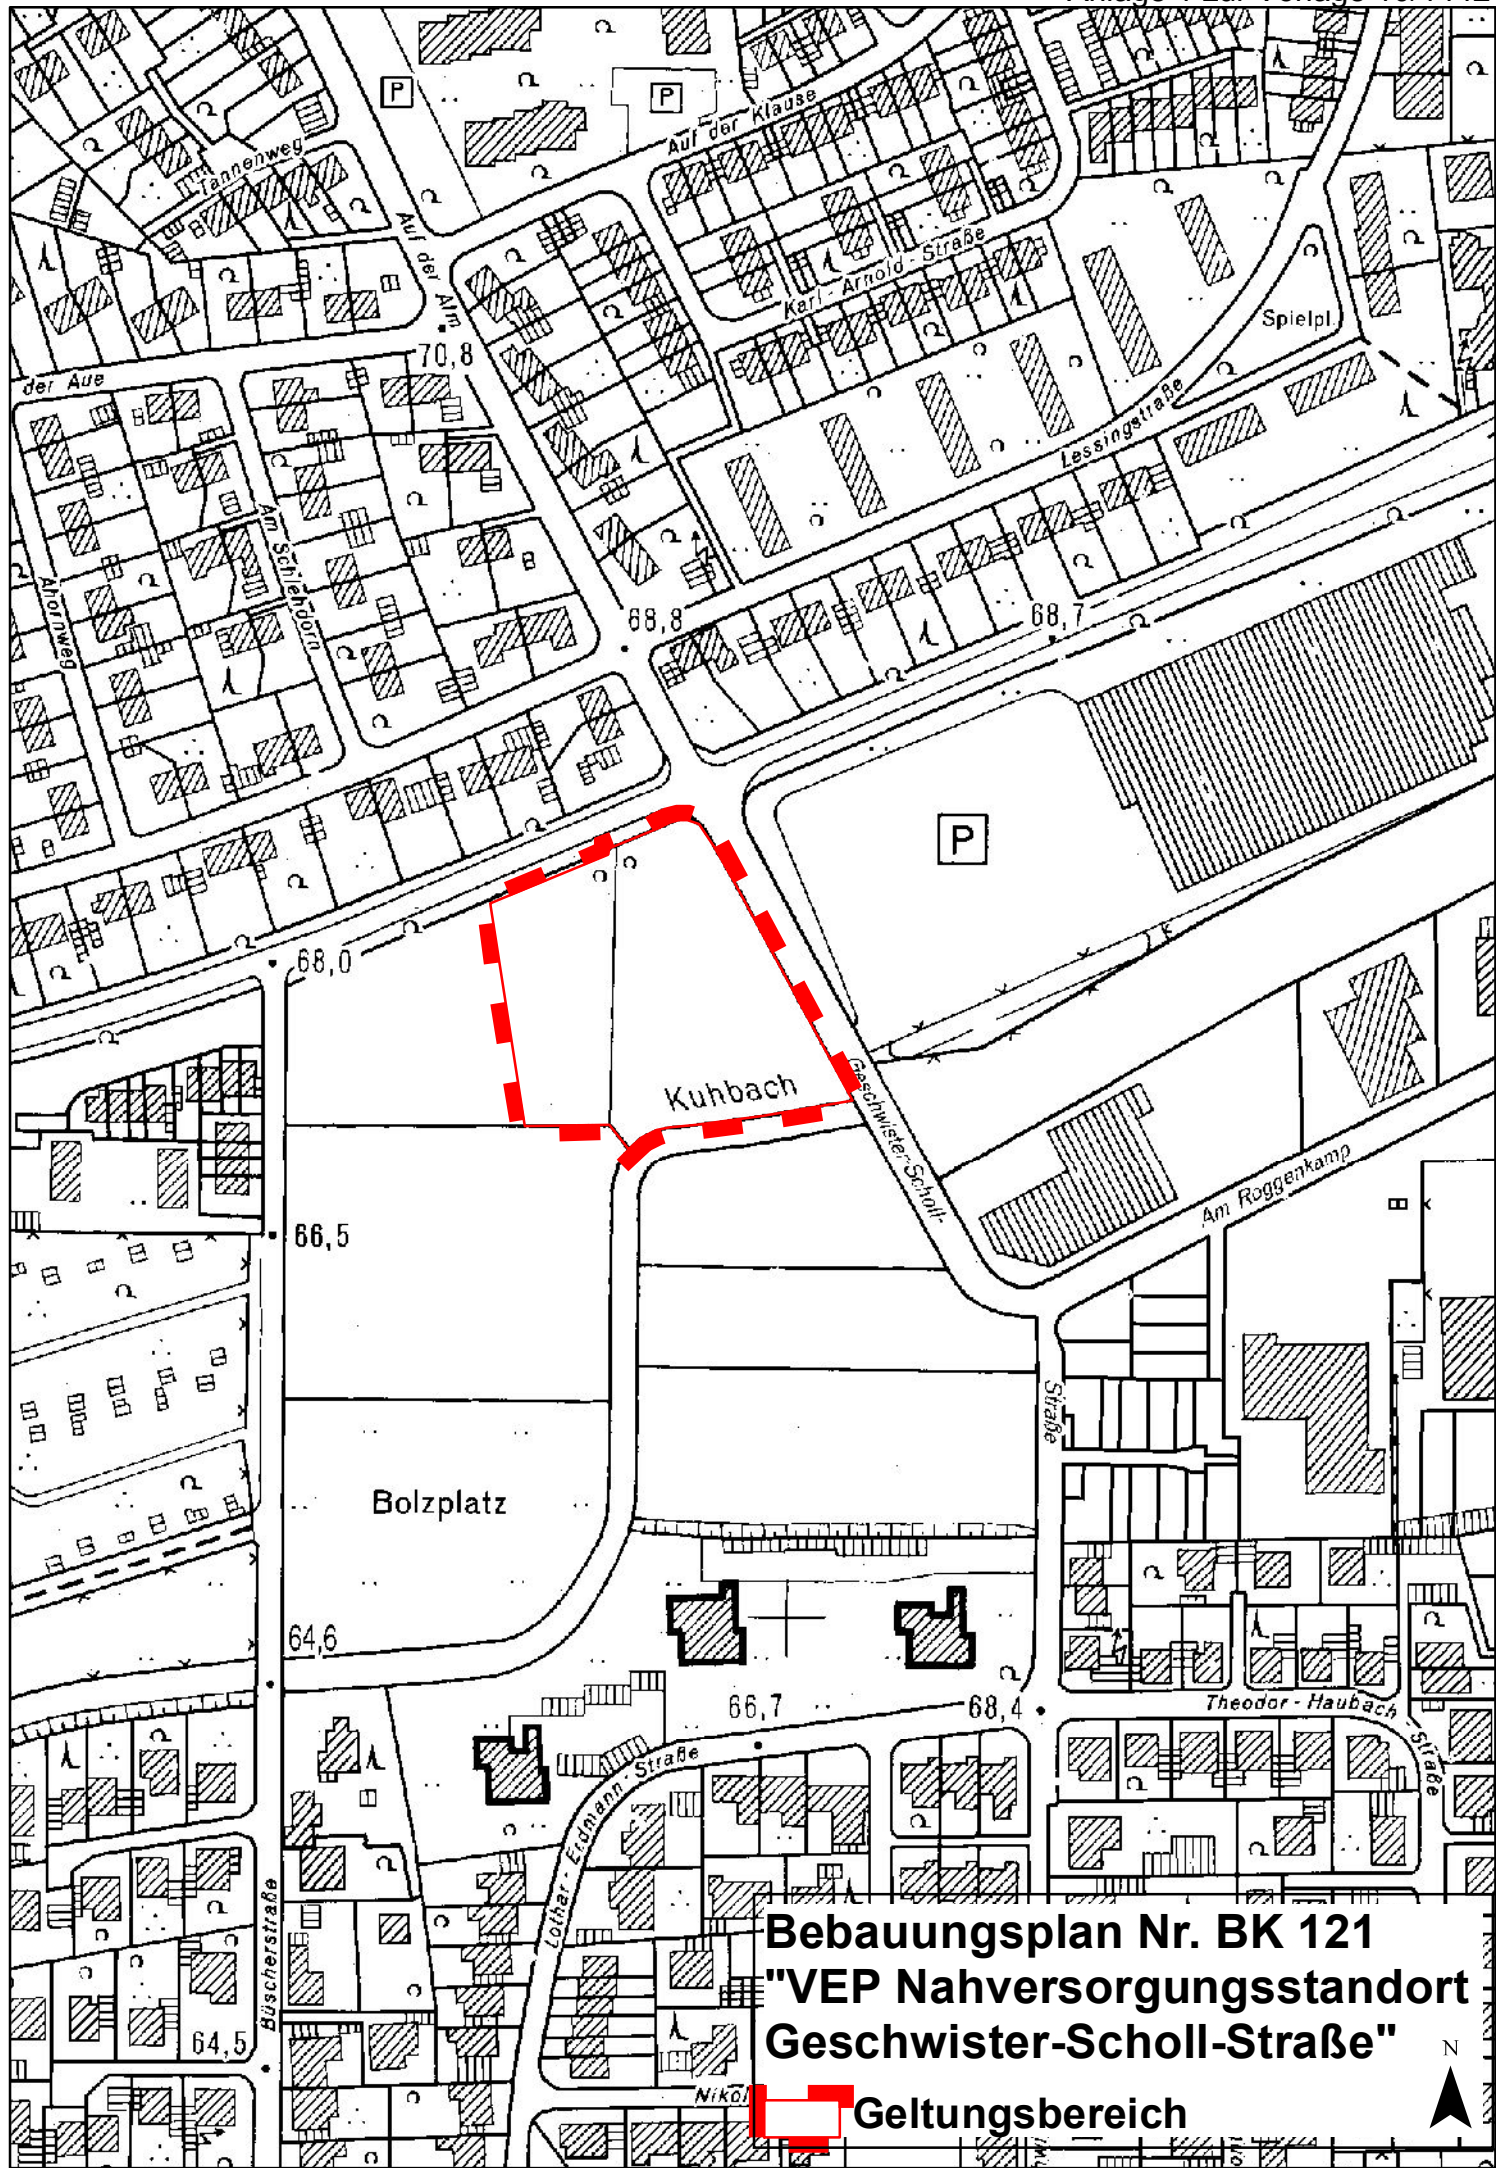 P
P
Auf der Klause
Tannenweg
Auf der Alm
Karl-Arnold-Straße
Spielpl.
70,8
der Aue
Lessingstraße
Am Schlehdorn
Ahornweg
68,8
68,7
P
68,0
Kuhbach
Geschwister-Scholl-
Am Roggenkamp
66,5
Straße
Bolzplatz
64,6
66,7
68,4
Theodor-Haubach-Straße
Lothar-Erdmann-Straße
Büscherstraße
Bebauungsplan Nr. BK 121
"VEP Nahversorgungsstandort
Geschwister-Scholl-Straße"
64,5
N
Nikol
Geltungsbereich